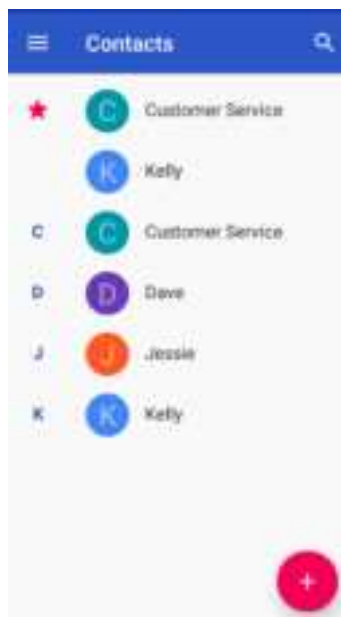 Contacts
C Customer Service
K Kelly
C C Customer Service
D D Dave
J J Jessie
K K Kelly
+